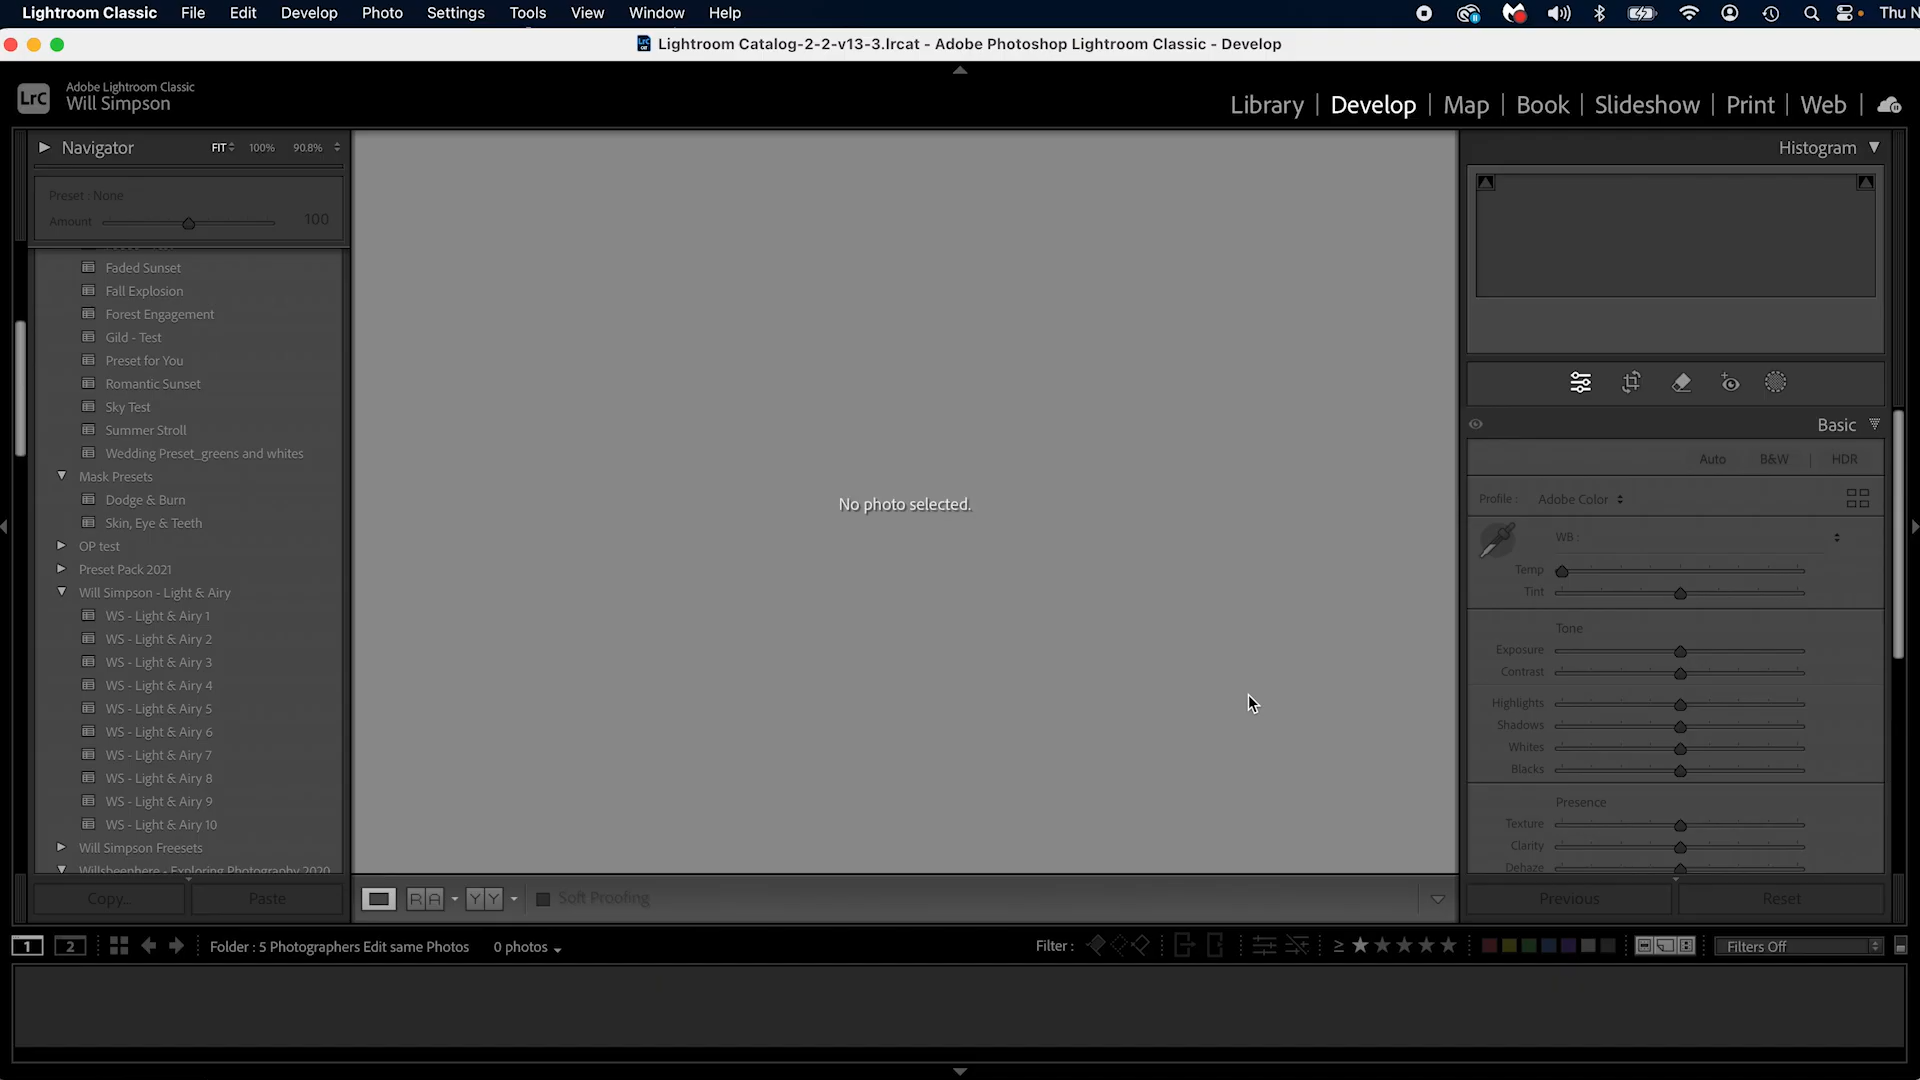 Lightroom Classic File Edit Develop Photo Settings Tools View Window Help Thu N
Lightroom Catalog-2-2-v13-3.lrcat - Adobe Photoshop Lightroom Classic - Develop
LrC Adobe Lightroom Classic
Will Simpson
Library | Develop | Map | Book | Slideshow | Print | Web
Navigator FIT 100% 90.8%
Histogram
Preset : None
Amount 100
Faded Sunset
Fall Explosion
Forest Engagement
Gild - Test
Preset for You
Romantic Sunset
Sky Test
Summer Stroll
Wedding Preset_greens and whites
Mask Presets
Dodge & Burn
Skin, Eye & Teeth
OP test
Preset Pack 2021
Will Simpson - Light & Airy
WS - Light & Airy 1
WS - Light & Airy 2
WS - Light & Airy 3
WS - Light & Airy 4
WS - Light & Airy 5
WS - Light & Airy 6
WS - Light & Airy 7
WS - Light & Airy 8
WS - Light & Airy 9
WS - Light & Airy 10
Will Simpson Freesets
Willsbeenhere - Exploring Photography 2020
Copy... Paste
No photo selected.
R A Y Y Soft Proofing
Basic
Auto B&W | HDR
Profile : Adobe Color
WB :
Temp
Tint
Tone
Exposure
Contrast
Highlights
Shadows
Whites
Blacks
Presence
Texture
Clarity
Dehaze
Previous Reset
1 2 Folder : 5 Photographers Edit same Photos 0 photos Filter : ≥ Filters Off